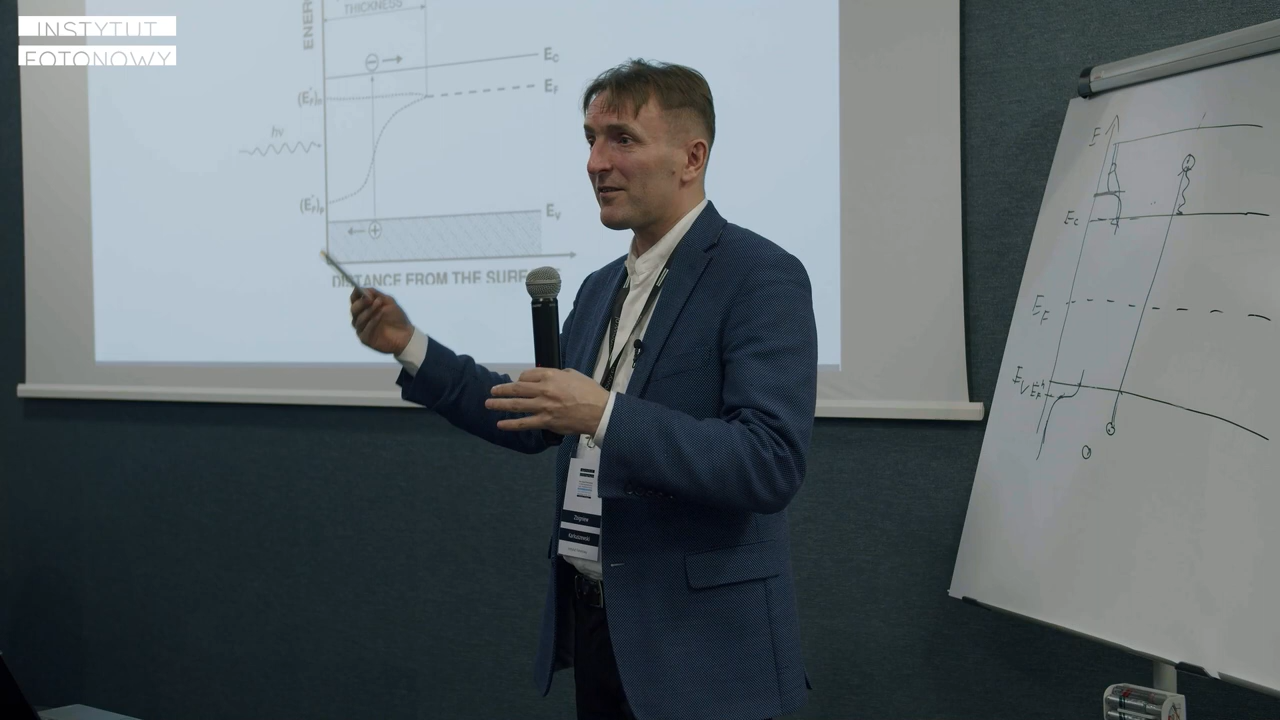 INSTYTUT
FOTONOWY
THICKNESS
ENER
E_C
E_F
(E_F^*)_n
hν
(E_F^*)_p
E_V
DISTANCE FROM THE SURF
E
E_C
E_F
E_V
Zbigniew